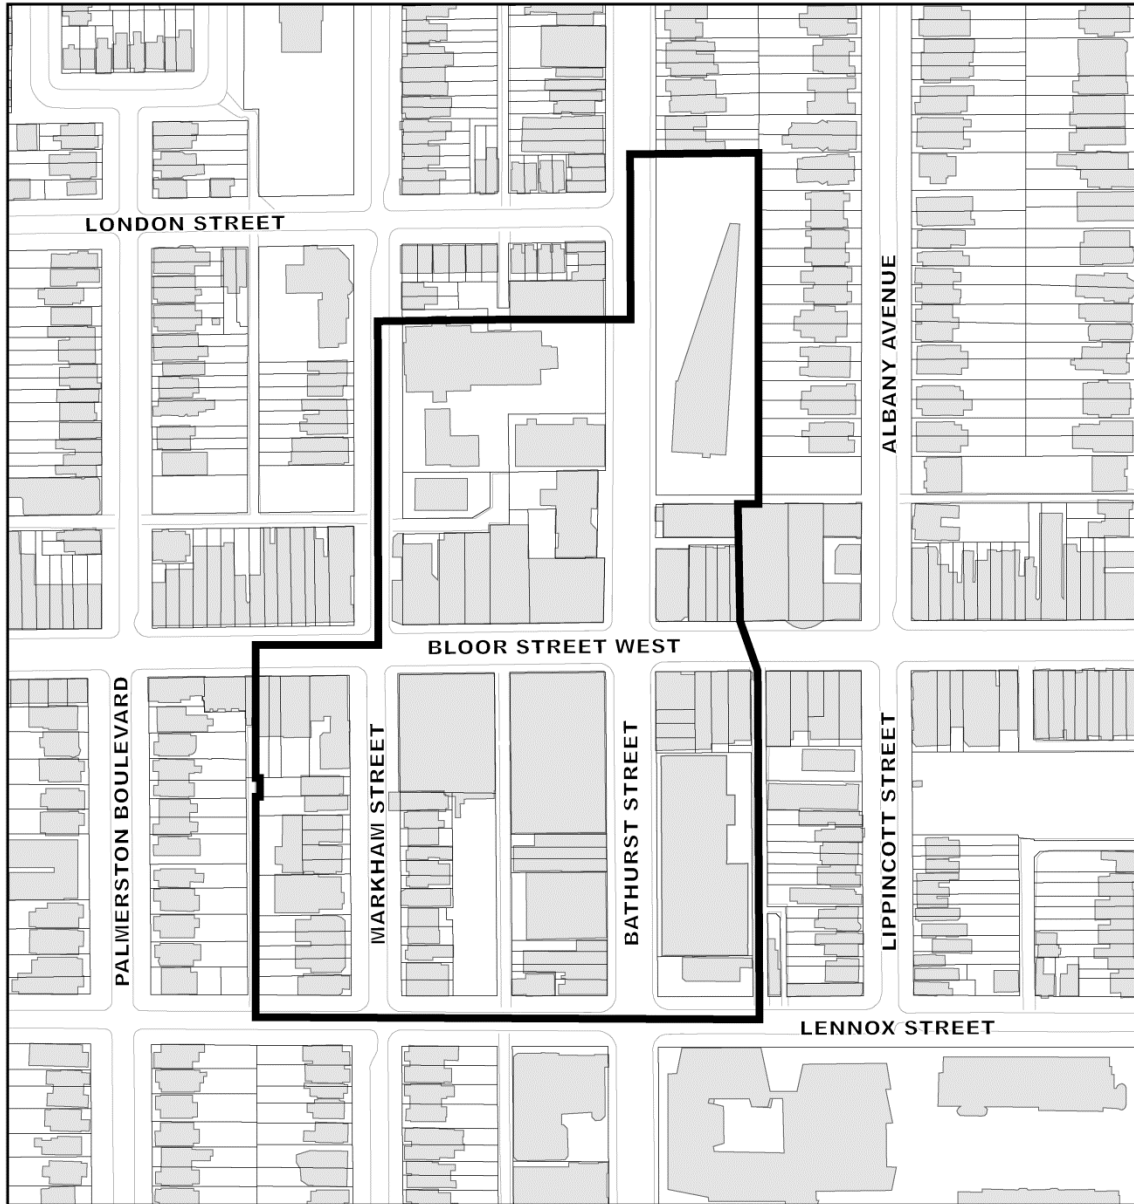 LONDON STREET
ALBANY AVENUE
BLOOR STREET WEST
PALMERSTON BOULEVARD
MARKHAM STREET
BATHURST STREET
LIPPINCOTT STREET
LENNOX STREET